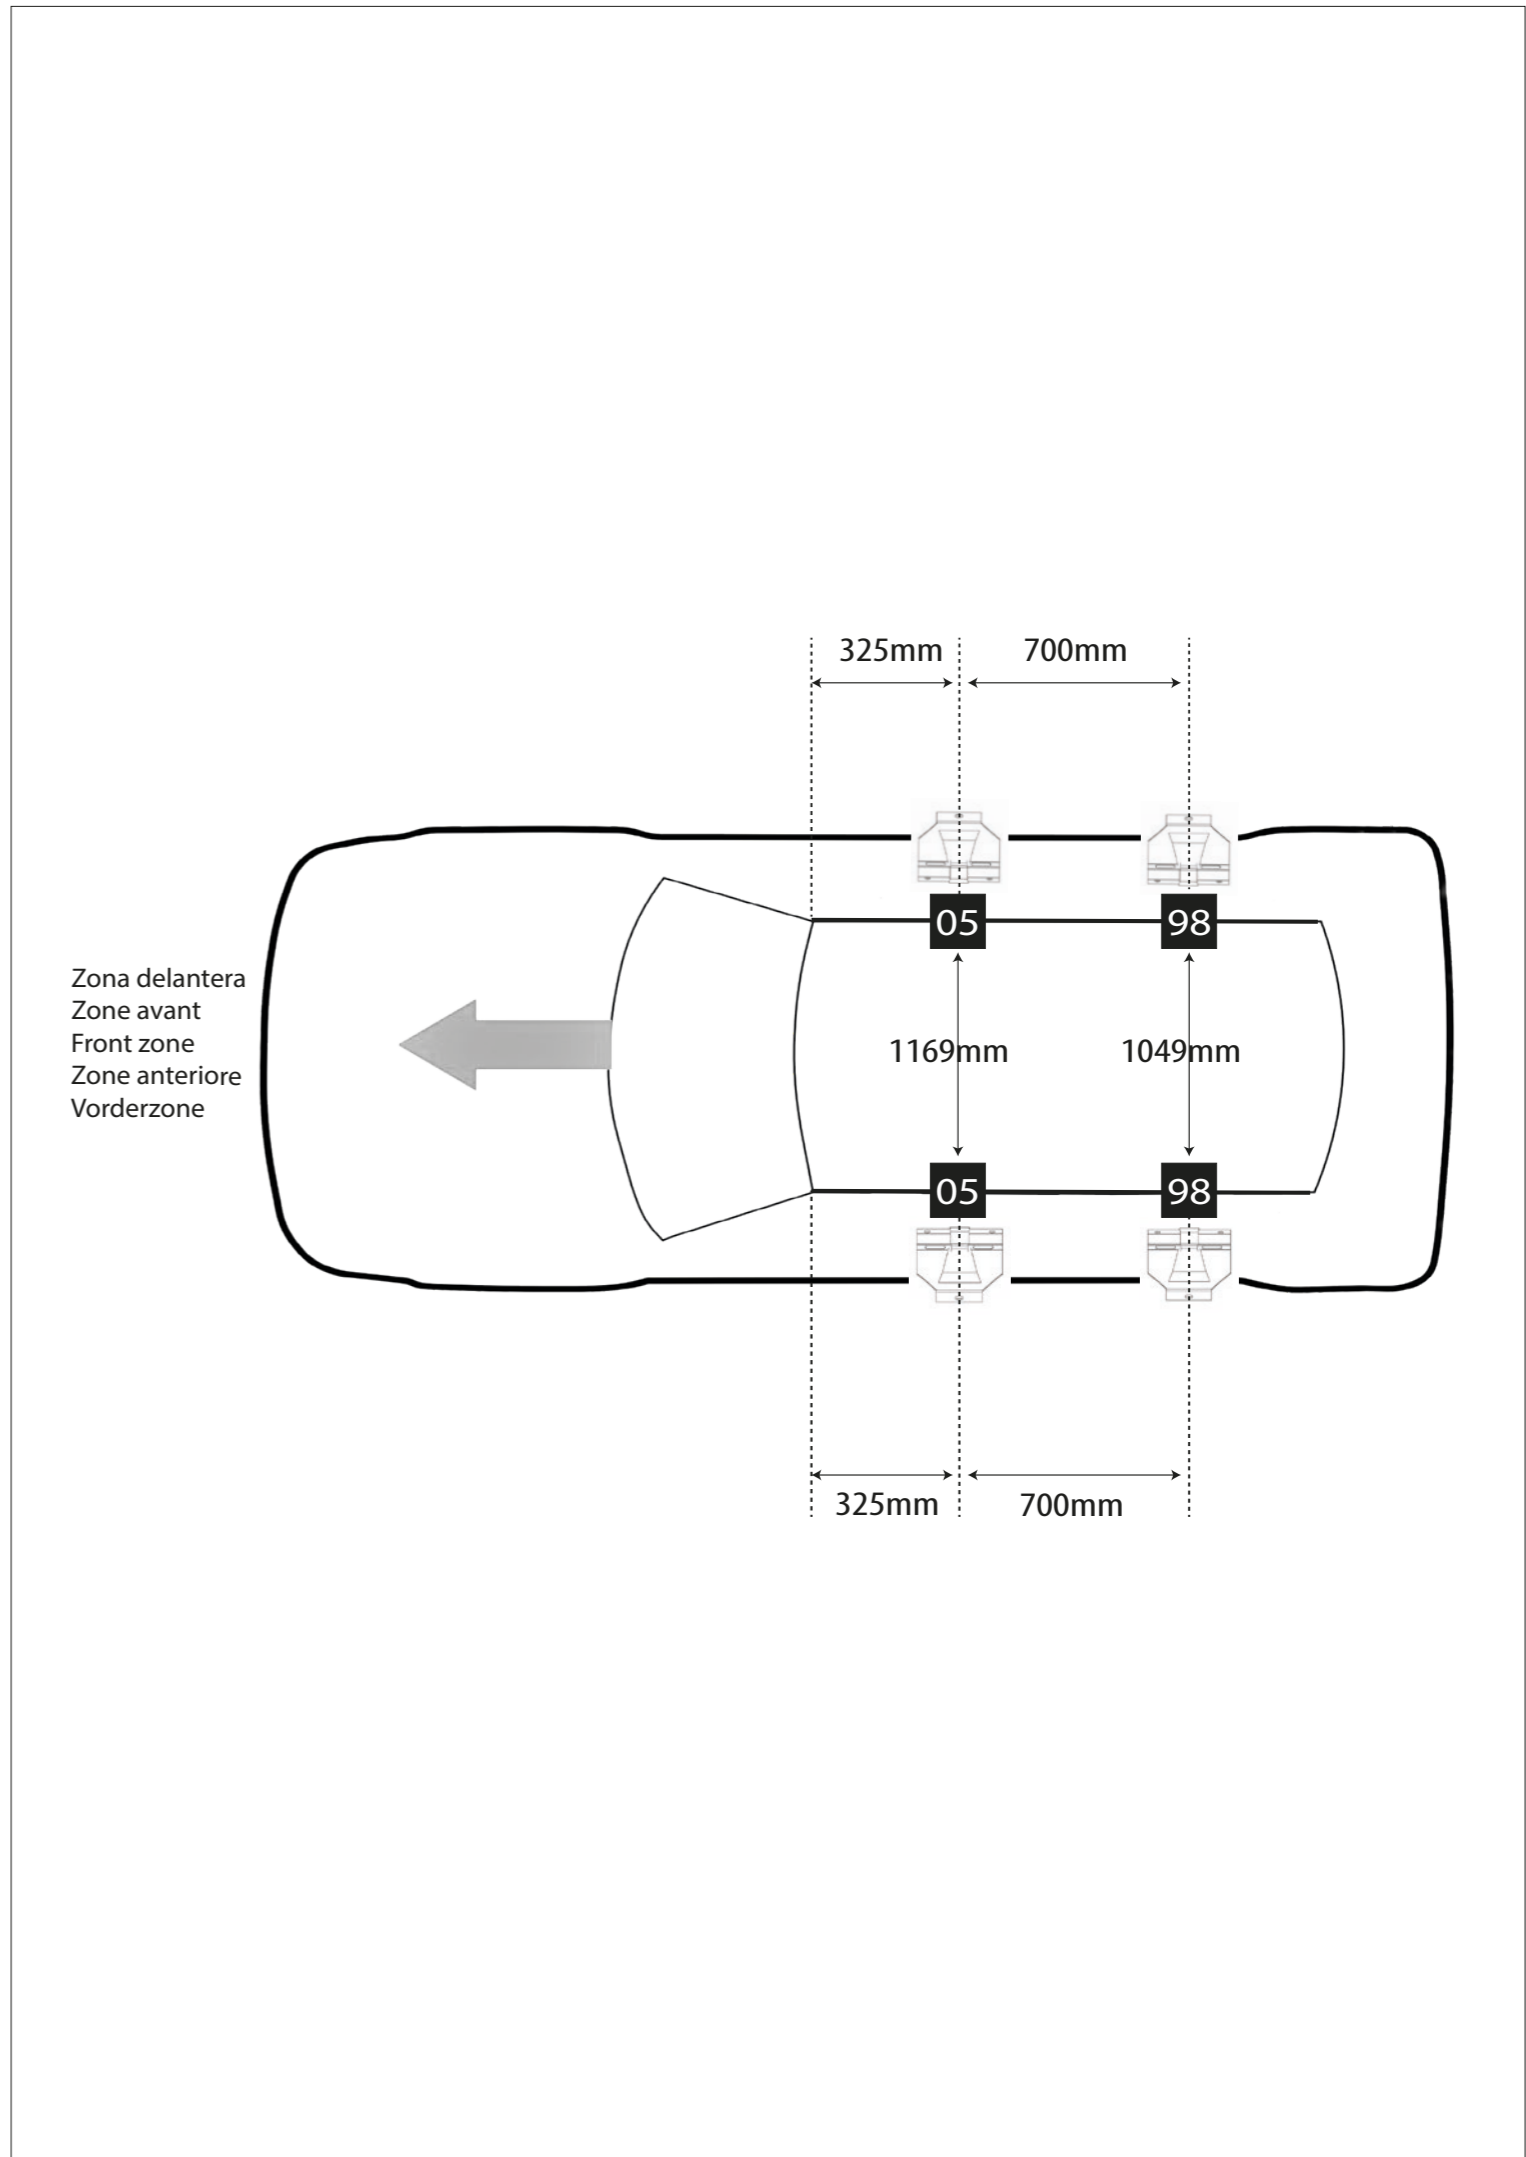 325mm 700mm
05 98
Zona delantera
Zone avant
Front zone
Zone anteriore
Vorderzone
1169mm 1049mm
05 98
325mm 700mm